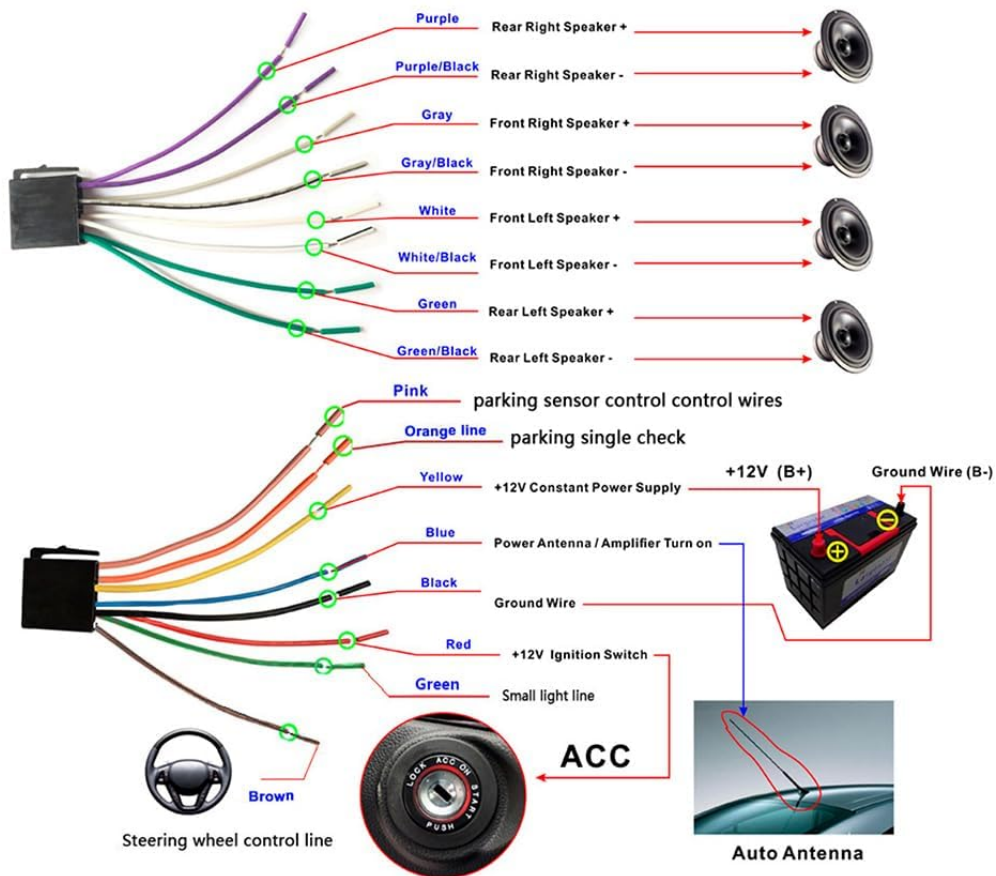 Purple
Rear Right Speaker +
Purple/Black
Rear Right Speaker -
Gray
Front Right Speaker +
Gray/Black
Front Right Speaker -
White
Front Left Speaker +
White/Black
Front Left Speaker -
Green
Rear Left Speaker +
Green/Black
Rear Left Speaker -
Pink
parking sensor control control wires
Orange line
parking single check
+12V (B+)
Ground Wire (B-)
Yellow
+12V Constant Power Supply
Blue
Power Antenna / Amplifier Turn on
Black
Ground Wire
Red
+12V Ignition Switch
Green
Small light line
ACC
LOCK ACC ON START
PUSH
Brown
Steering wheel control line
Auto Antenna